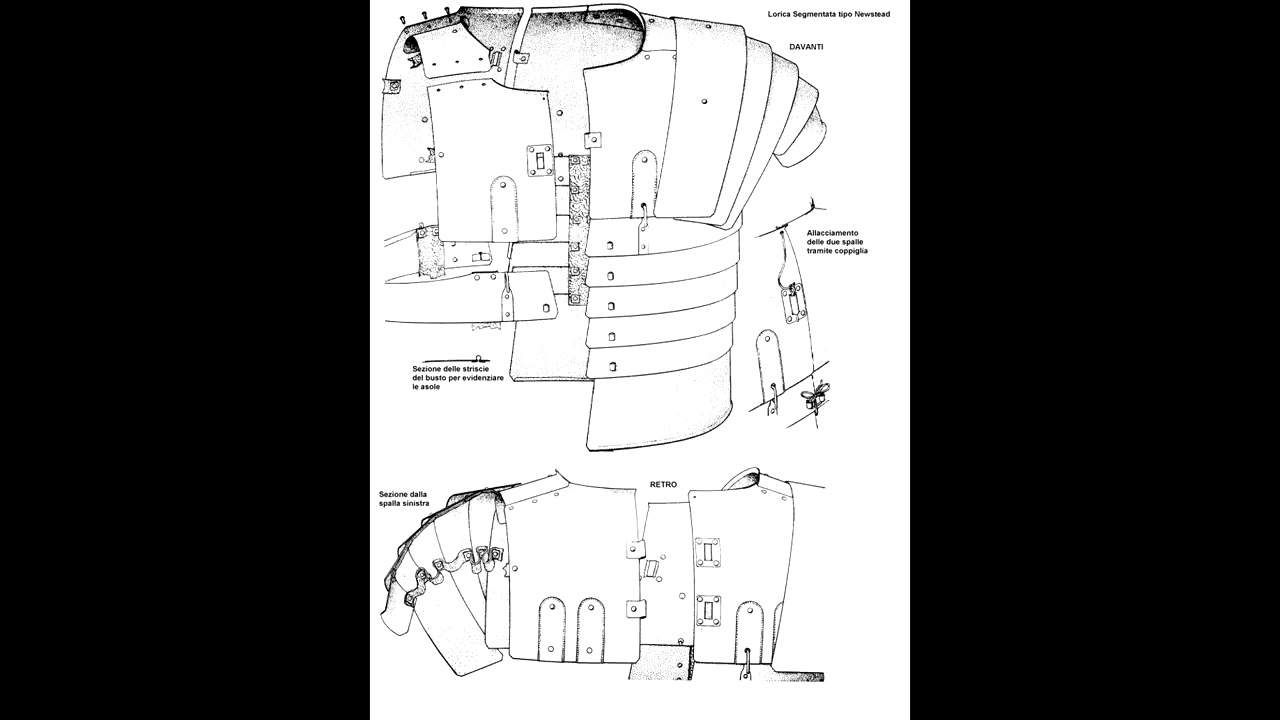 Lorica Segmentata tipo Newstead
DAVANTI
Allacciamento
delle due spalle
tramite coppiglia
Sezione delle striscie
del busto per evidenziare
le asole
RETRO
Sezione dalla
spalla sinistra